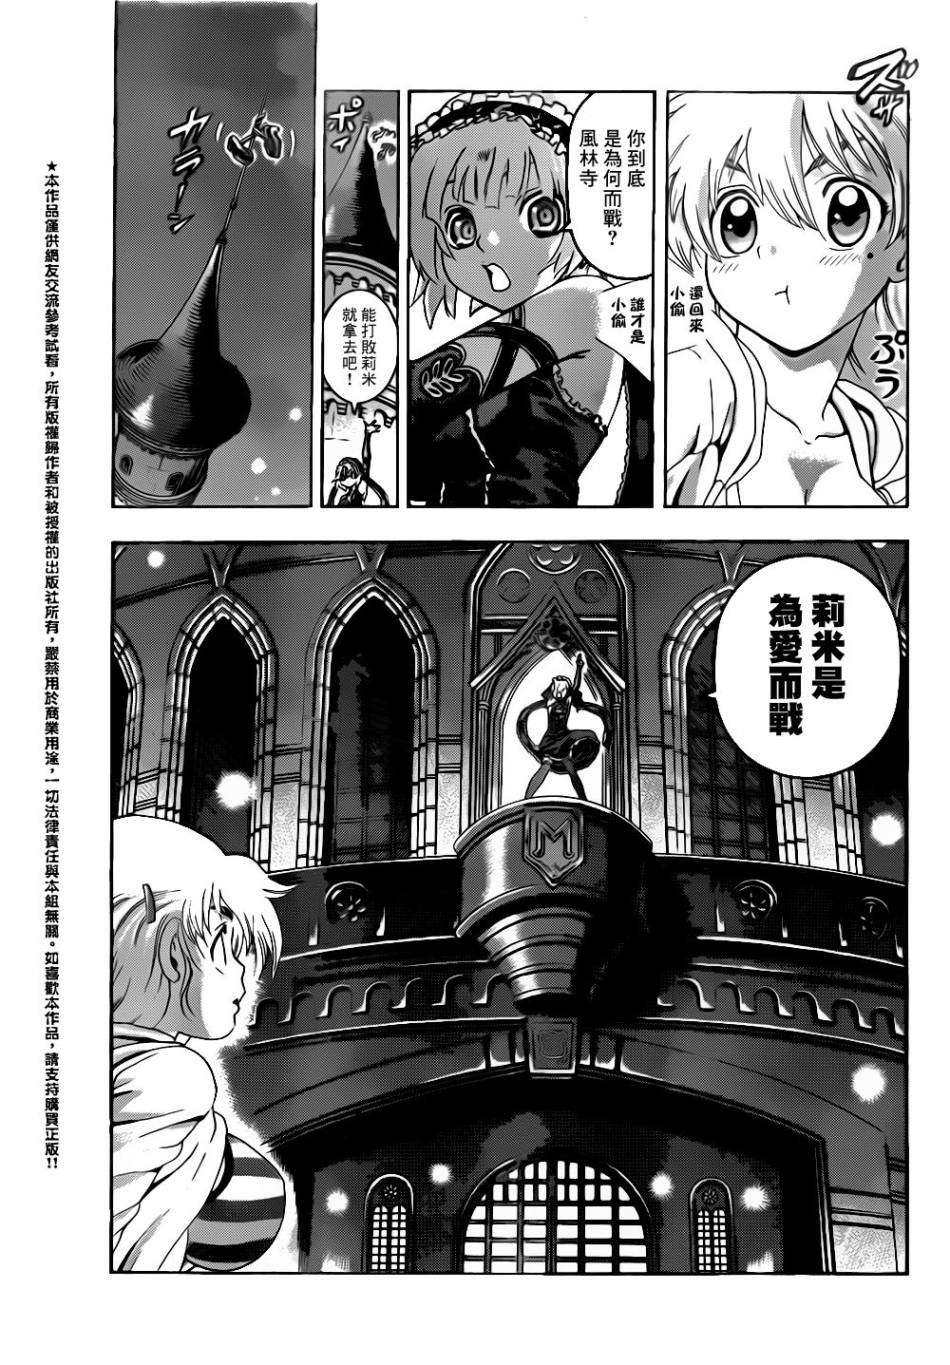 ズッ
還回來
小偷
ぷぅ
你到底
是為何而戰？
風林寺
誰才是
小偷
ポイ
能打敗莉米
就拿去吧！
カラーン
莉米是
為愛而戰
M
★本作品僅供網友交流參考試看，所有版權歸作者和被授權的出版社所有，嚴禁用於商業用途，一切法律責任與本組無關。如喜歡本作品，請支持購買正版!!